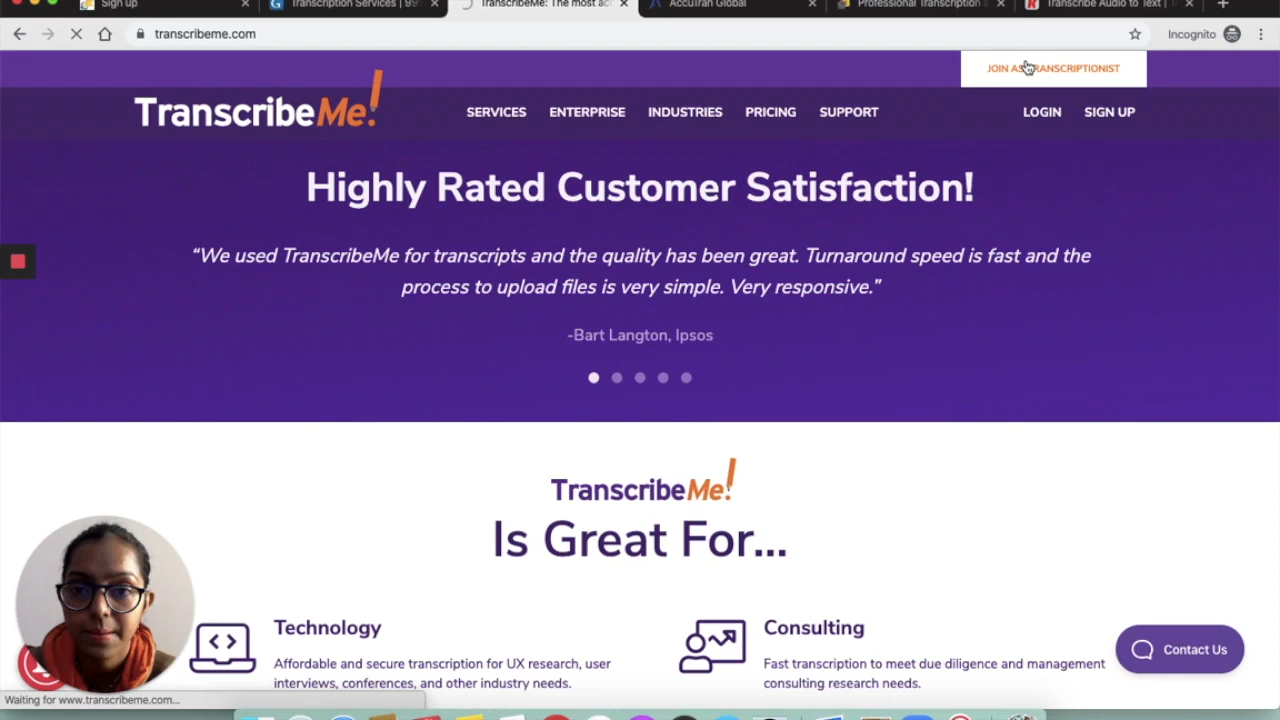 Sign up
Transcription Services | 99
TranscribeMe: The most ac
AccuTran Global
Professional Transcription
Transcribe Audio to Text |
transcribeme.com
Incognito
JOIN AS TRANSCRIPTIONIST
TranscribeMe!
SERVICES ENTERPRISE INDUSTRIES PRICING SUPPORT LOGIN SIGN UP
Highly Rated Customer Satisfaction!
“We used TranscribeMe for transcripts and the quality has been great. Turnaround speed is fast and the
process to upload files is very simple. Very responsive.”
-Bart Langton, Ipsos
TranscribeMe!
Is Great For...
Technology
Affordable and secure transcription for UX research, user
interviews, conferences, and other industry needs.
Consulting
Fast transcription to meet due diligence and management
consulting research needs.
Contact Us
Waiting for www.transcribeme.com...